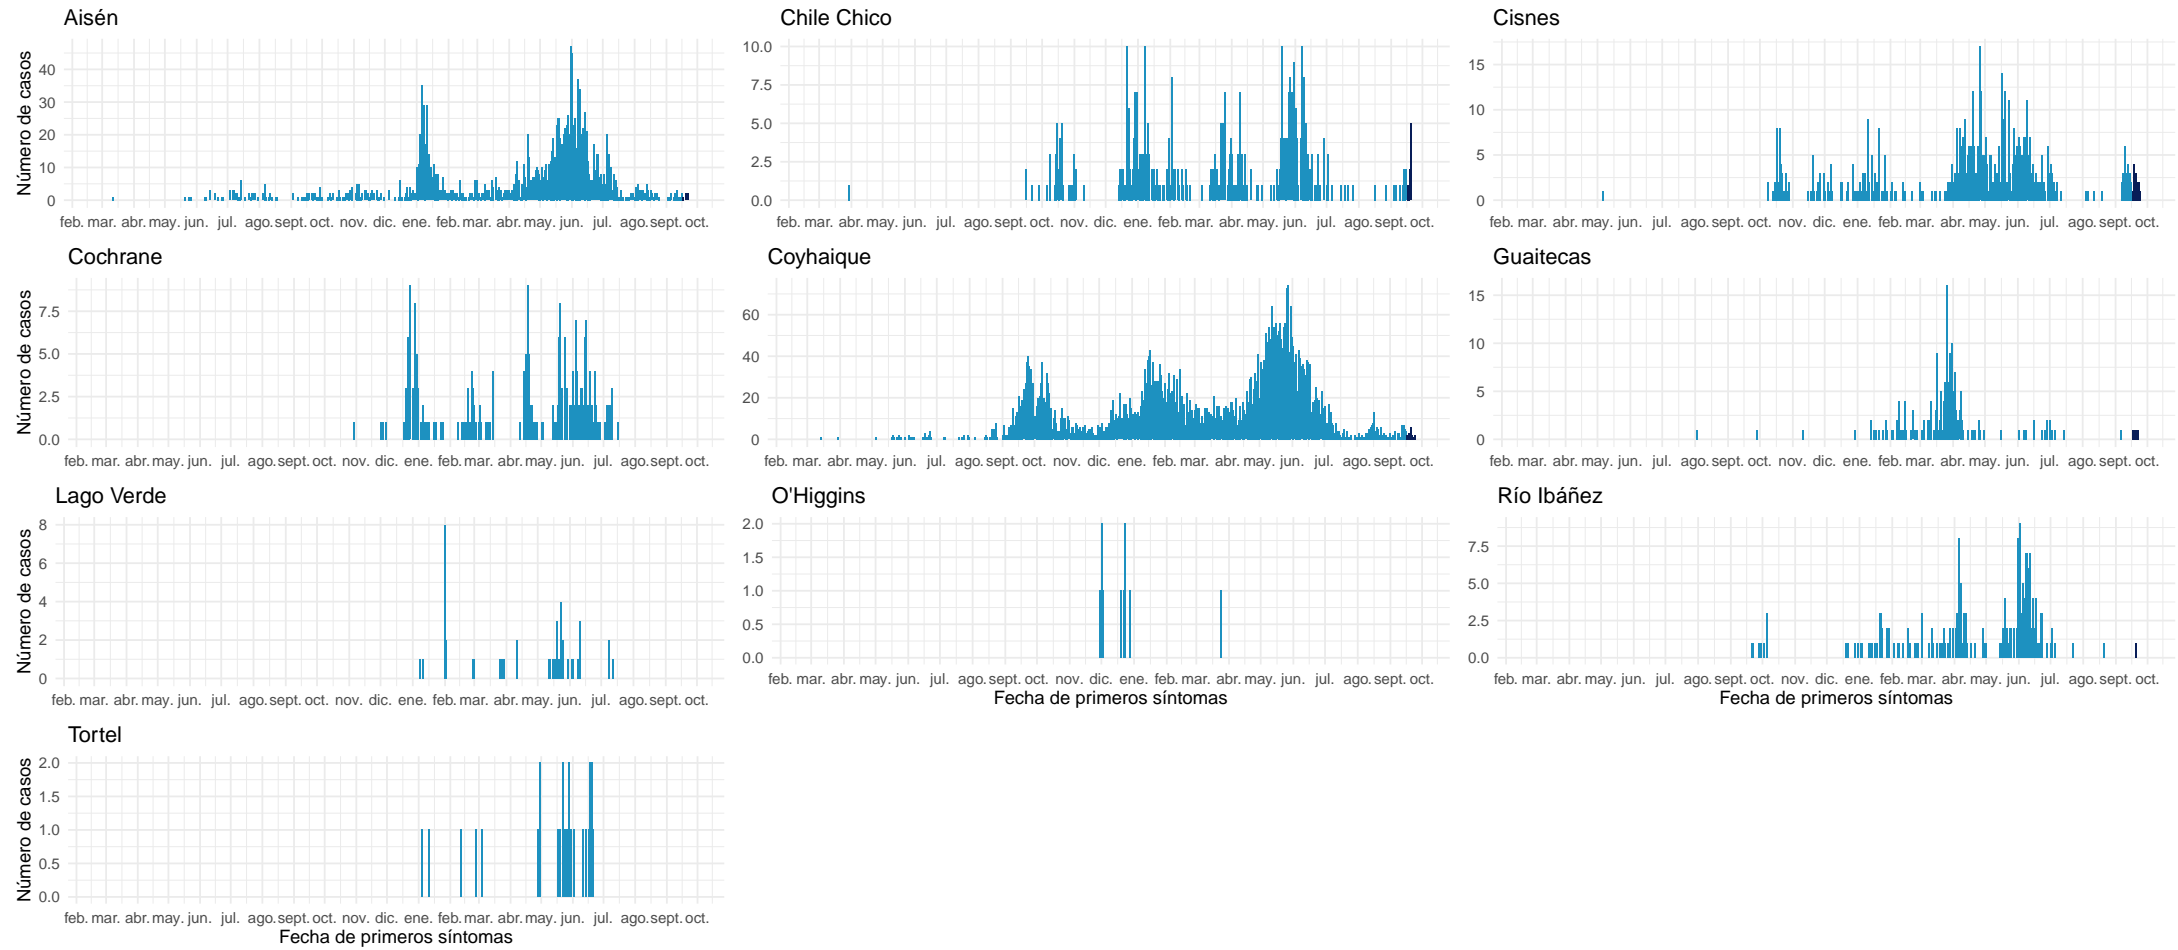 Aisén
Número de casos
40
30
20
10
0
feb. mar. abr. may. jun. jul. ago. sept. oct. nov. dic. ene. feb. mar. abr. may. jun. jul. ago. sept. oct.
Chile Chico
10.0
7.5
5.0
2.5
0.0
feb. mar. abr. may. jun. jul. ago. sept. oct. nov. dic. ene. feb. mar. abr. may. jun. jul. ago. sept. oct.
Cisnes
15
10
5
0
feb. mar. abr. may. jun. jul. ago. sept. oct. nov. dic. ene. feb. mar. abr. may. jun. jul. ago. sept. oct.
Cochrane
Número de casos
7.5
5.0
2.5
0.0
feb. mar. abr. may. jun. jul. ago. sept. oct. nov. dic. ene. feb. mar. abr. may. jun. jul. ago. sept. oct.
Coyhaique
60
40
20
0
feb. mar. abr. may. jun. jul. ago. sept. oct. nov. dic. ene. feb. mar. abr. may. jun. jul. ago. sept. oct.
Guaitecas
15
10
5
0
feb. mar. abr. may. jun. jul. ago. sept. oct. nov. dic. ene. feb. mar. abr. may. jun. jul. ago. sept. oct.
Lago Verde
Número de casos
8
6
4
2
0
feb. mar. abr. may. jun. jul. ago. sept. oct. nov. dic. ene. feb. mar. abr. may. jun. jul. ago. sept. oct.
O'Higgins
2.0
1.5
1.0
0.5
0.0
feb. mar. abr. may. jun. jul. ago. sept. oct. nov. dic. ene. feb. mar. abr. may. jun. jul. ago. sept. oct.
Fecha de primeros síntomas
Río Ibáñez
7.5
5.0
2.5
0.0
feb. mar. abr. may. jun. jul. ago. sept. oct. nov. dic. ene. feb. mar. abr. may. jun. jul. ago. sept. oct.
Fecha de primeros síntomas
Tortel
Número de casos
2.0
1.5
1.0
0.5
0.0
feb. mar. abr. may. jun. jul. ago. sept. oct. nov. dic. ene. feb. mar. abr. may. jun. jul. ago. sept. oct.
Fecha de primeros síntomas